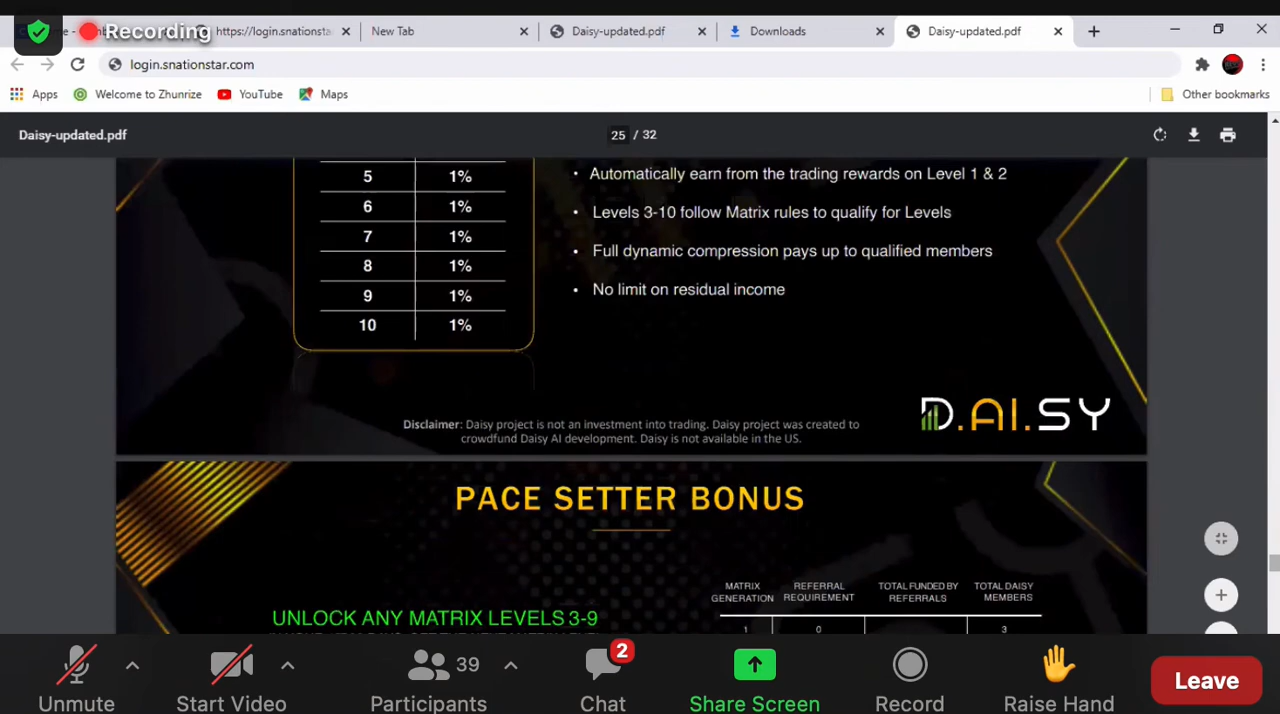 Recording
https://login.snationsta
New Tab
Daisy-updated.pdf
Downloads
Daisy-updated.pdf
login.snationstar.com
Apps
Welcome to Zhunrize
YouTube
Maps
Other bookmarks
Daisy-updated.pdf
25 / 32
5 1%
6 1%
7 1%
8 1%
9 1%
10 1%
• Automatically earn from the trading rewards on Level 1 & 2
• Levels 3-10 follow Matrix rules to qualify for Levels
• Full dynamic compression pays up to qualified members
• No limit on residual income
Disclaimer: Daisy project is not an investment into trading. Daisy project was created to
crowdfund Daisy AI development. Daisy is not available in the US.
D.AI.SY
PACE SETTER BONUS
UNLOCK ANY MATRIX LEVELS 3-9
MATRIX GENERATION
REFERRAL REQUIREMENT
TOTAL FUNDED BY REFERRALS
TOTAL DAISY MEMBERS
1 0 3
Unmute
Start Video
Participants 39
Chat 2
Share Screen
Record
Raise Hand
Leave